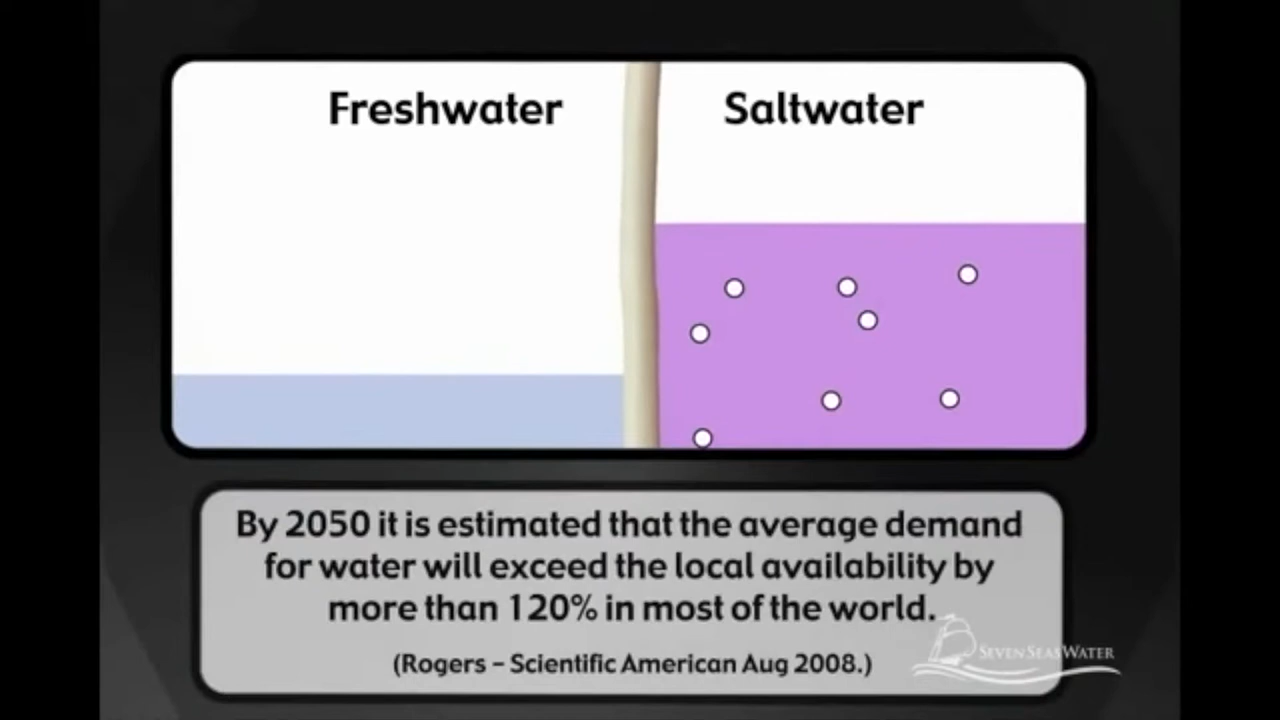 Freshwater
Saltwater
By 2050 it is estimated that the average demand
for water will exceed the local availability by
more than 120% in most of the world.
(Rogers – Scientific American Aug 2008.)
SEVEN SEAS WATER